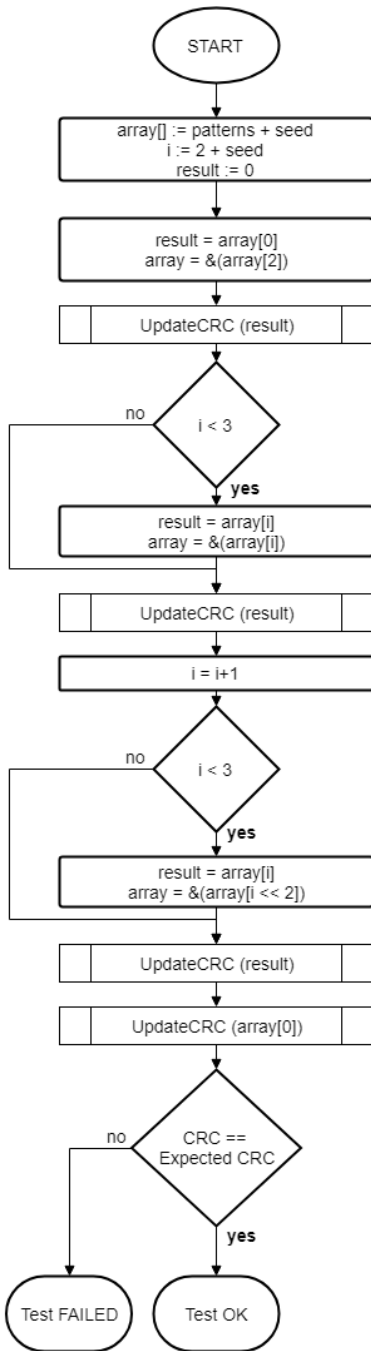 START
array[] := patterns + seed
i := 2 + seed
result := 0
result = array[0]
array = &(array[2])
UpdateCRC (result)
no
i < 3
yes
result = array[i]
array = &(array[i])
UpdateCRC (result)
i = i+1
no
i < 3
yes
result = array[i]
array = &(array[i << 2])
UpdateCRC (result)
UpdateCRC (array[0])
no
CRC ==
Expected CRC
yes
Test FAILED
Test OK